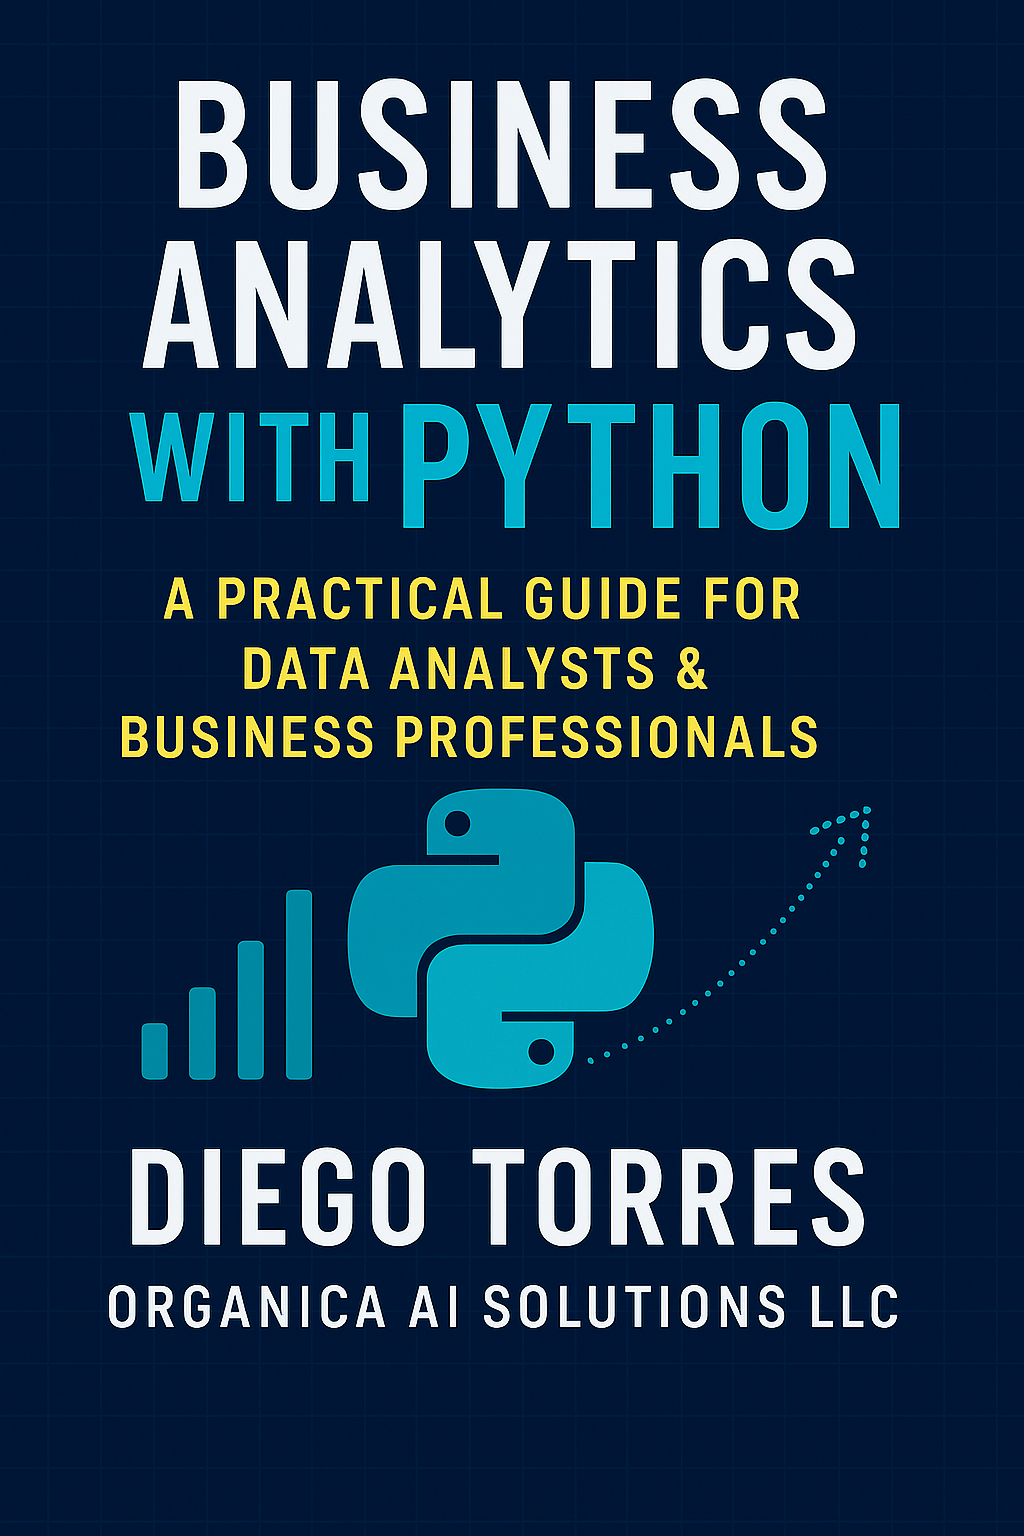 BUSINESS
ANALYTICS
WITH PYTHON
A PRACTICAL GUIDE FOR
DATA ANALYSTS &
BUSINESS PROFESSIONALS
DIEGO TORRES
ORGANICA AI SOLUTIONS LLC